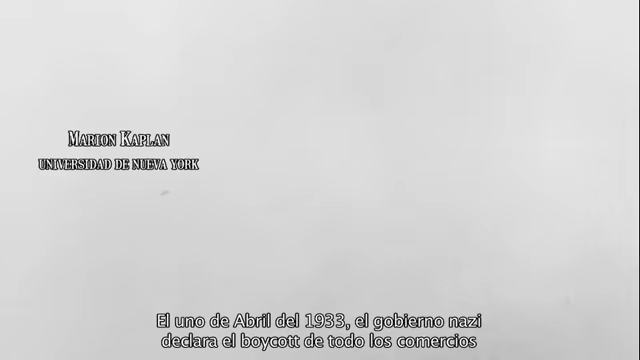 MARION KAPLAN
UNIVERSIDAD DE NUEVA YORK
El uno de Abril del 1933, el gobierno nazi
declara el boycott de todo los comercios